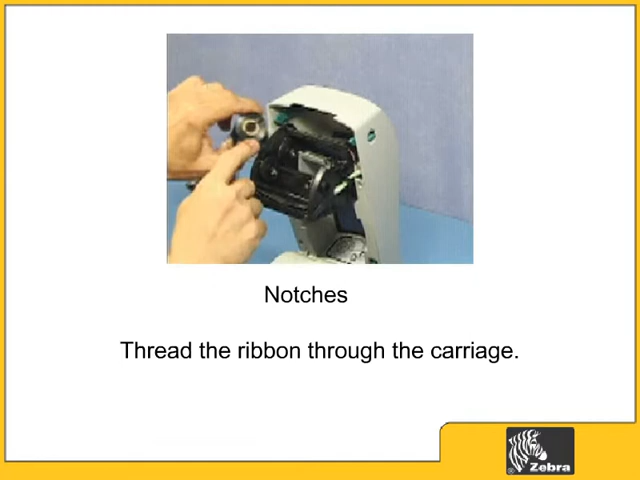 Notches
Thread the ribbon through the carriage.
Zebra